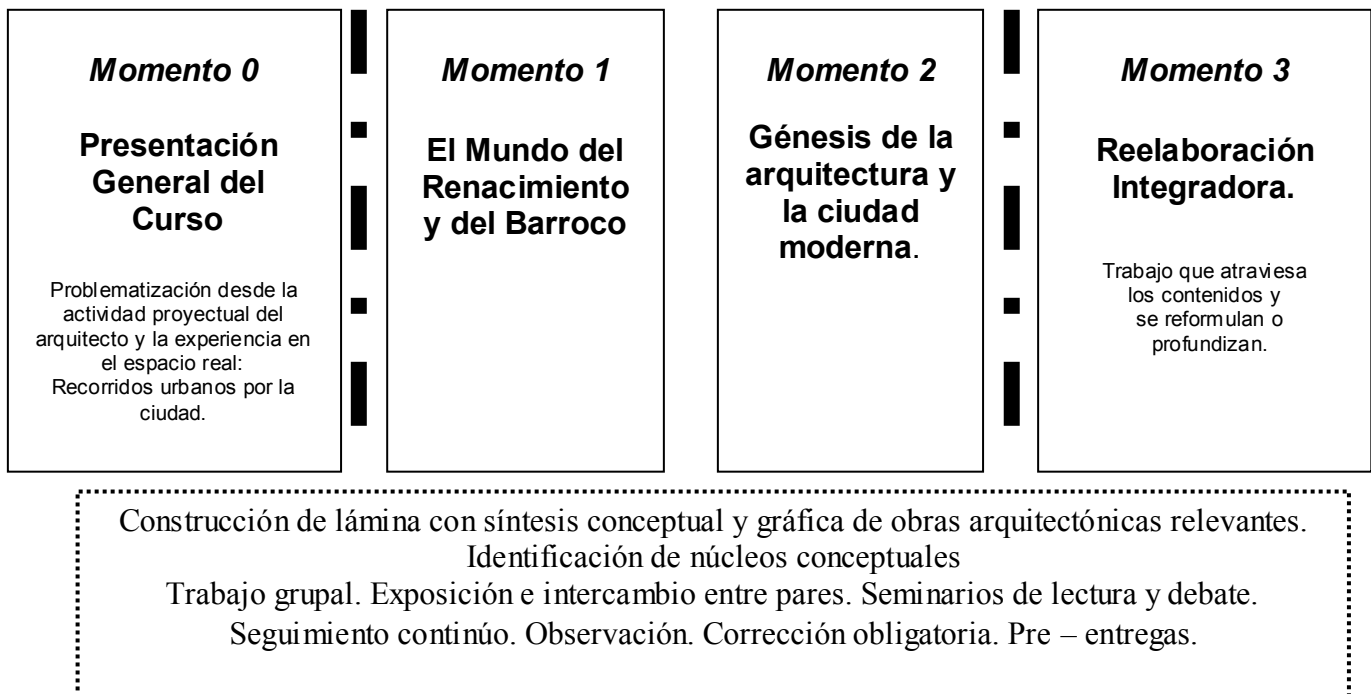 Momento 0
Presentación
General del
Curso
Problematización desde la
actividad proyectual del
arquitecto y la experiencia en
el espacio real:
Recorridos urbanos por la
ciudad.
Momento 1
El Mundo del
Renacimiento
y del Barroco
Momento 2
Génesis de la
arquitectura y
la ciudad
moderna.
Momento 3
Reelaboración
Integradora.
Trabajo que atraviesa
los contenidos y
se reformulan o
profundizan.
Construcción de lámina con síntesis conceptual y gráfica de obras arquitectónicas relevantes.
Identificación de núcleos conceptuales
Trabajo grupal. Exposición e intercambio entre pares. Seminarios de lectura y debate.
Seguimiento continúo. Observación. Corrección obligatoria. Pre – entregas.